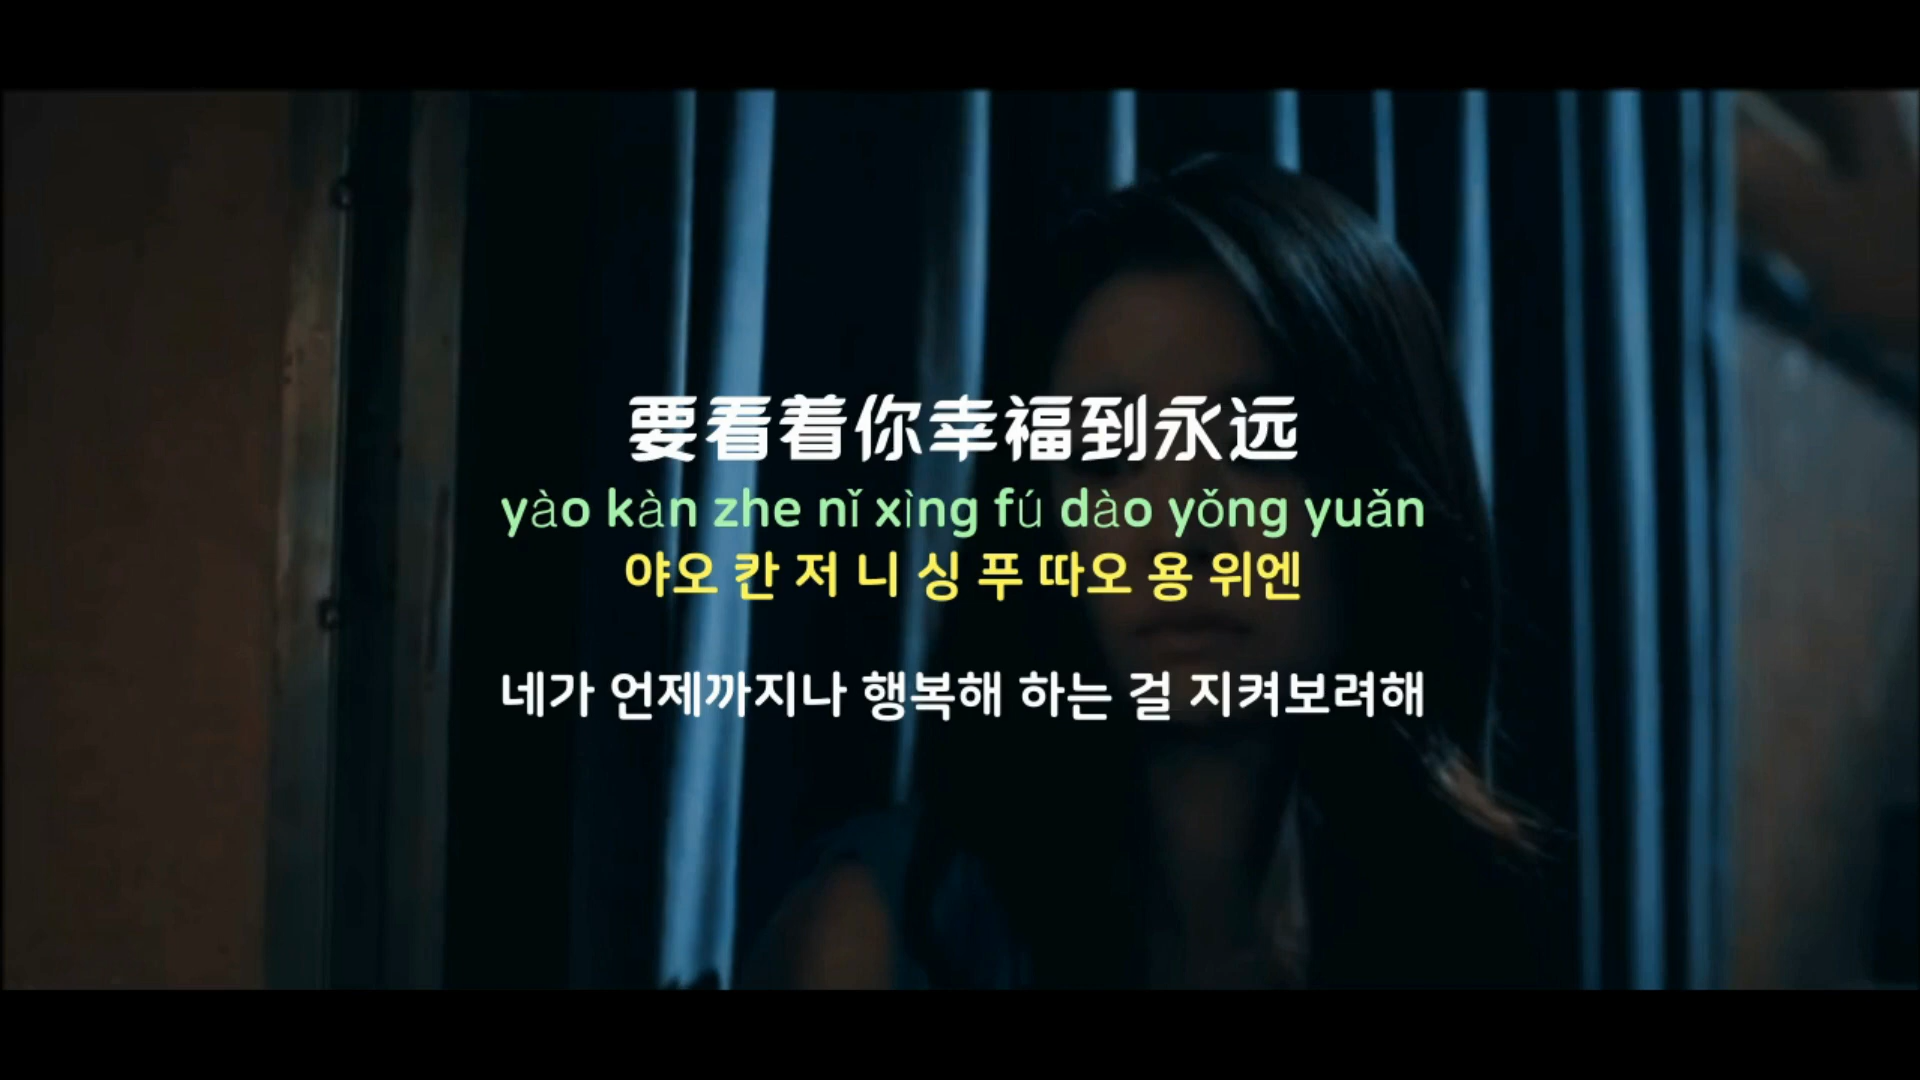 要看着你幸福到永远
yào kàn zhe nǐ xìng fú dào yǒng yuǎn
야오 칸 저 니 싱 푸 따오 용 위엔
네가 언제까지나 행복해 하는 걸 지켜보려해